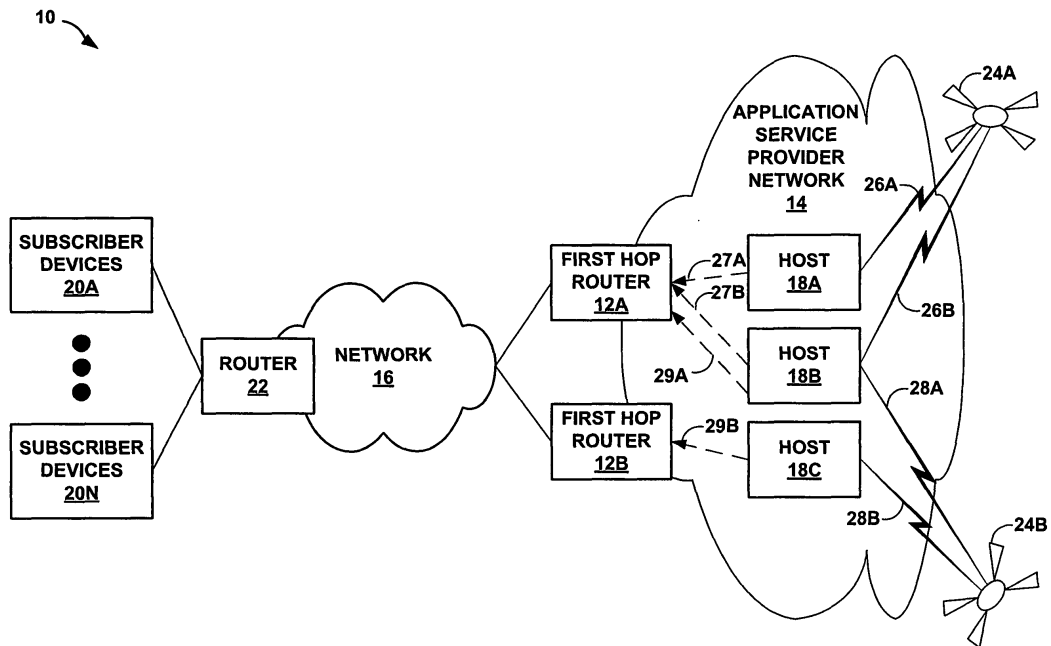 10
24A
APPLICATION
SERVICE
PROVIDER
NETWORK
14
26A
SUBSCRIBER
DEVICES
20A
FIRST HOP
ROUTER
12A
27A
27B
HOST
18A
26B
ROUTER
22
NETWORK
16
29A
HOST
18B
28A
SUBSCRIBER
DEVICES
20N
FIRST HOP
ROUTER
12B
29B
HOST
18C
28B
24B